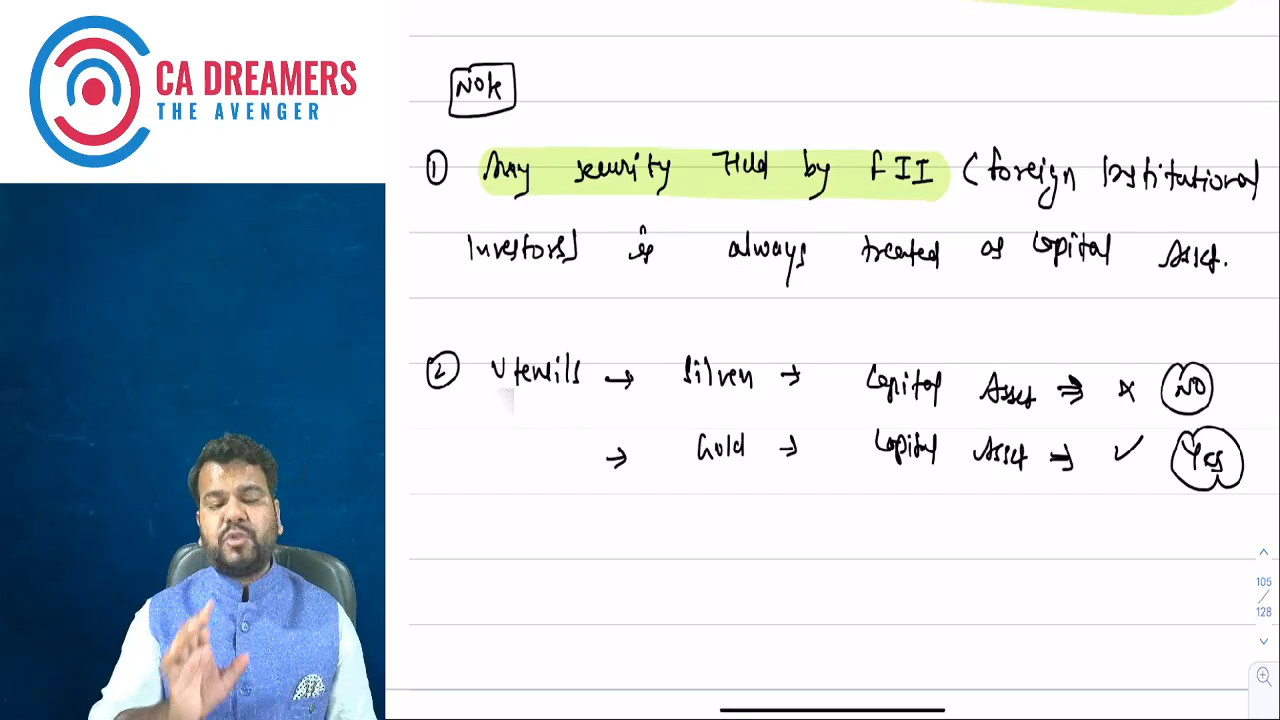 CA DREAMERS
THE AVENGER
Note
① Any security Held by FII (foreign Institutional
Investors) is always treated as Capital Asset.
② Utensils → Silver → Capital Asset ⇒ × NO
→ Gold → Capital Asset → ✓ Yes
105
/
128